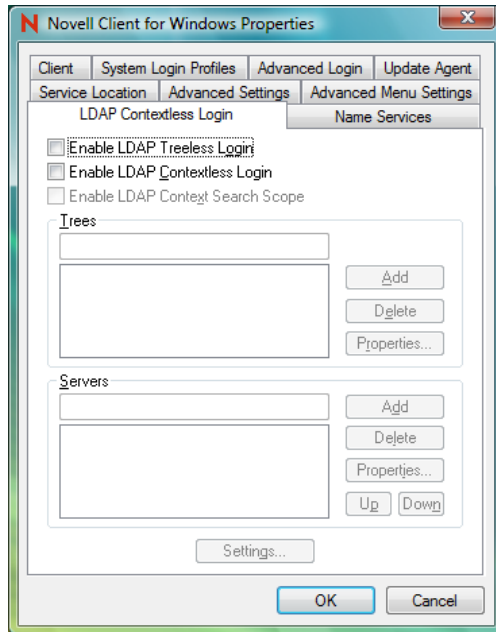 Novell Client for Windows Properties
Client System Login Profiles Advanced Login Update Agent
Service Location Advanced Settings Advanced Menu Settings
LDAP Contextless Login Name Services
Enable LDAP Treeless Login
Enable LDAP Contextless Login
Enable LDAP Context Search Scope
Trees
Add
Delete
Properties...
Servers
Add
Delete
Properties...
Up Down
Settings...
OK Cancel